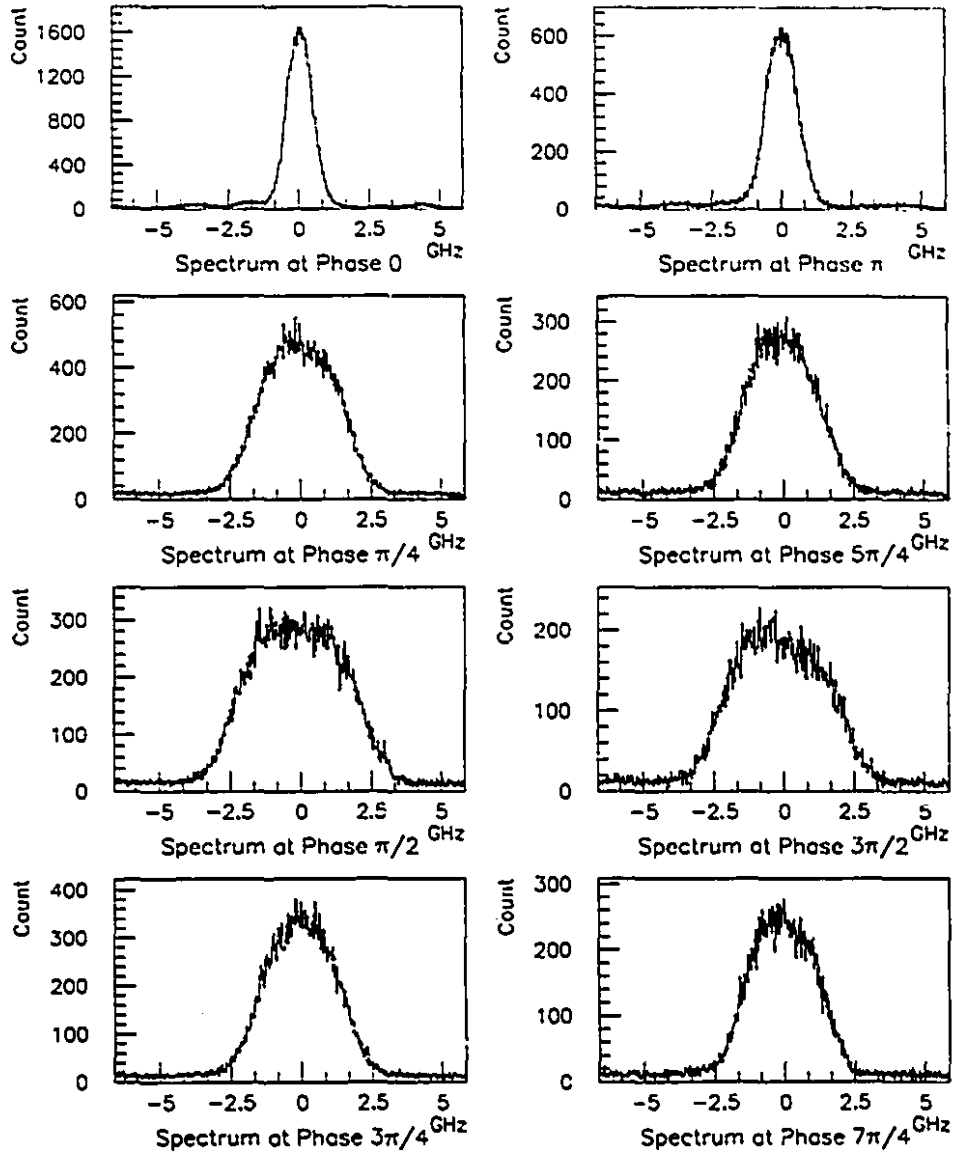 Count
1600
1200
800
400
0
-5 -2.5 0 2.5 5
GHz
Spectrum at Phase 0
Count
600
400
200
0
-5 -2.5 0 2.5 5
GHz
Spectrum at Phase π
Count
600
400
200
0
-5 -2.5 0 2.5 5
GHz
Spectrum at Phase π/4
Count
300
200
100
0
-5 -2.5 0 2.5 5
GHz
Spectrum at Phase 5π/4
Count
300
200
100
0
-5 -2.5 0 2.5 5
GHz
Spectrum at Phase π/2
Count
200
100
0
-5 -2.5 0 2.5 5
GHz
Spectrum at Phase 3π/2
Count
400
300
200
100
0
-5 -2.5 0 2.5 5
GHz
Spectrum at Phase 3π/4
Count
300
200
100
0
-5 -2.5 0 2.5 5
GHz
Spectrum at Phase 7π/4